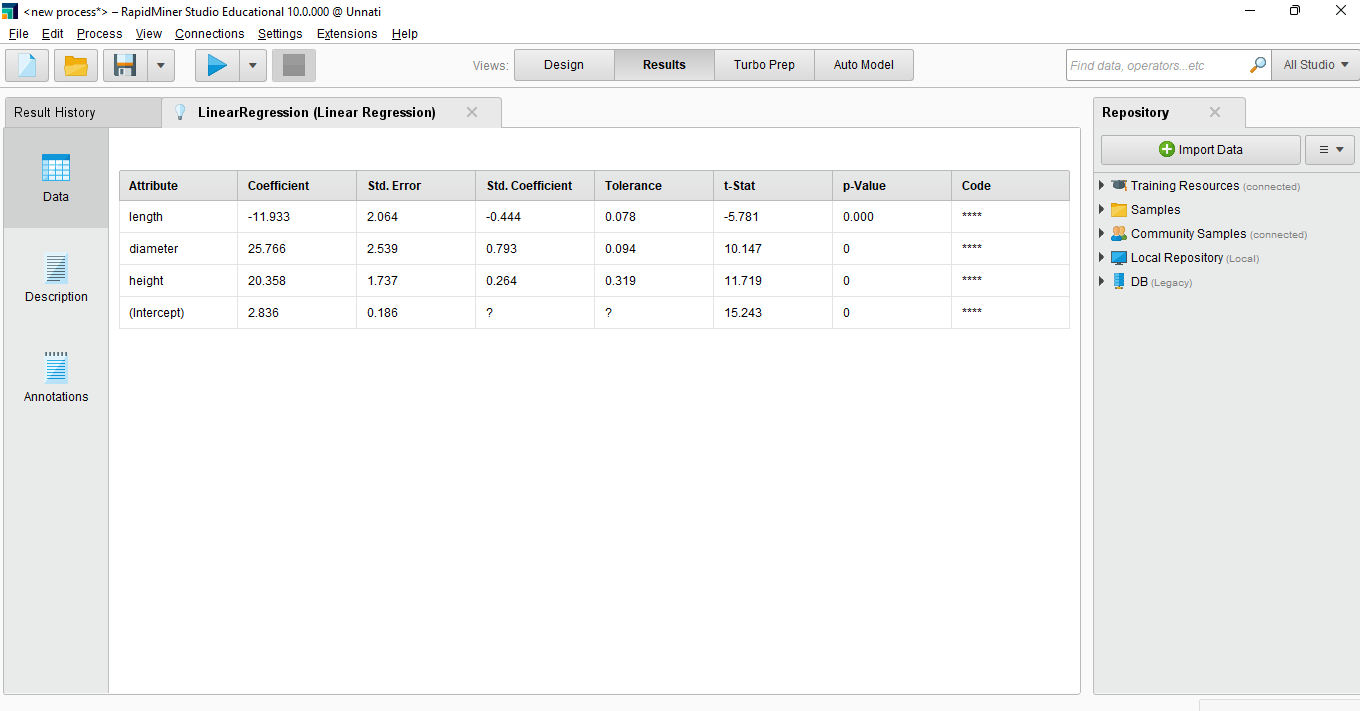 <new process*> – RapidMiner Studio Educational 10.0.000 @ Unnati
File Edit Process View Connections Settings Extensions Help
Views: Design Results Turbo Prep Auto Model Find data, operators...etc All Studio
Result History LinearRegression (Linear Regression) Repository
Import Data
Data
Description
Annotations
Attribute Coefficient Std. Error Std. Coefficient Tolerance t-Stat p-Value Code
length -11.933 2.064 -0.444 0.078 -5.781 0.000 ****
diameter 25.766 2.539 0.793 0.094 10.147 0 ****
height 20.358 1.737 0.264 0.319 11.719 0 ****
(Intercept) 2.836 0.186 ? ? 15.243 0 ****
Training Resources (connected)
Samples
Community Samples (connected)
Local Repository (Local)
DB (Legacy)